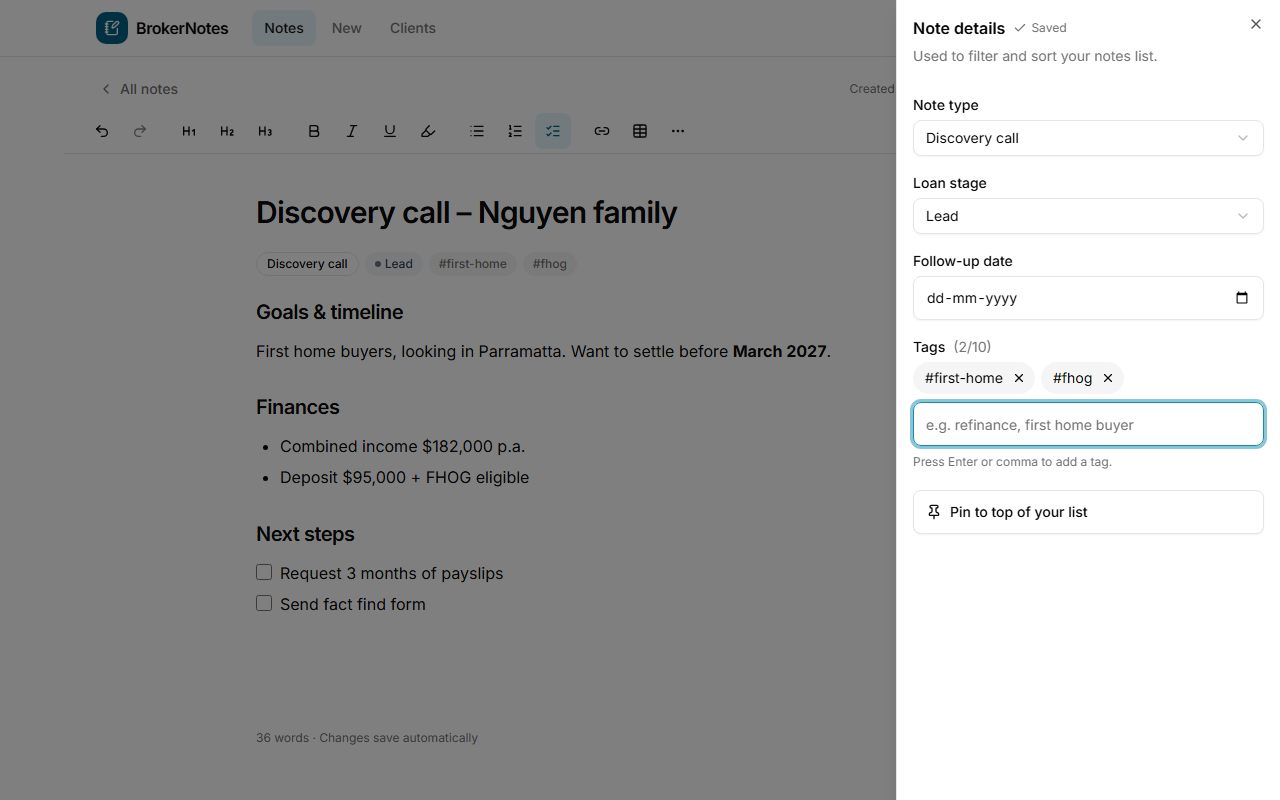 BrokerNotes
Notes
New
Clients
All notes
Created
H1
H2
H3
B
I
U
Discovery call – Nguyen family
Discovery call
Lead
#first-home
#fhog
Goals & timeline
First home buyers, looking in Parramatta. Want to settle before March 2027.
Finances
• Combined income $182,000 p.a.
• Deposit $95,000 + FHOG eligible
Next steps
Request 3 months of payslips
Send fact find form
36 words · Changes save automatically
Note details
Saved
Used to filter and sort your notes list.
Note type
Discovery call
Loan stage
Lead
Follow-up date
dd-mm-yyyy
Tags (2/10)
#first-home
#fhog
e.g. refinance, first home buyer
Press Enter or comma to add a tag.
Pin to top of your list